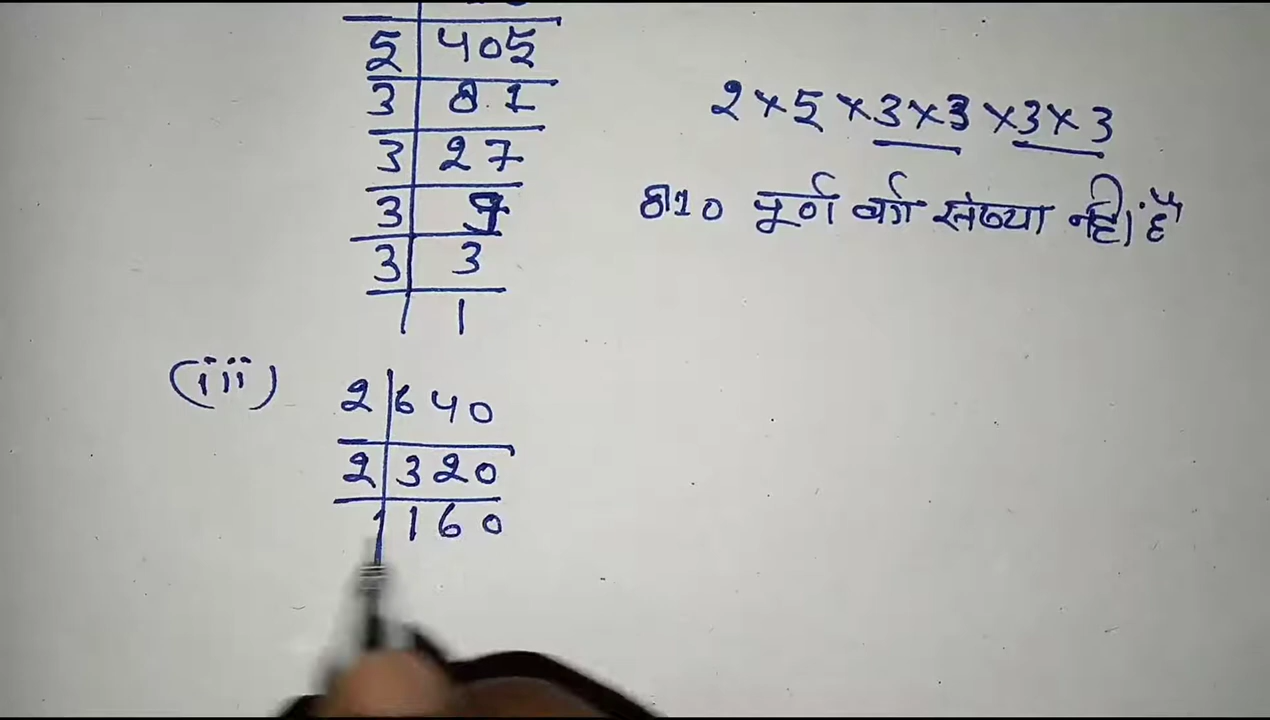 5 | 405
3 | 81
3 | 27
3 | 9
3 | 3
1
2×5×3×3×3×3
810 पूर्ण वर्ग संख्या नहीं है
(iii)
2 | 640
2 | 320
160